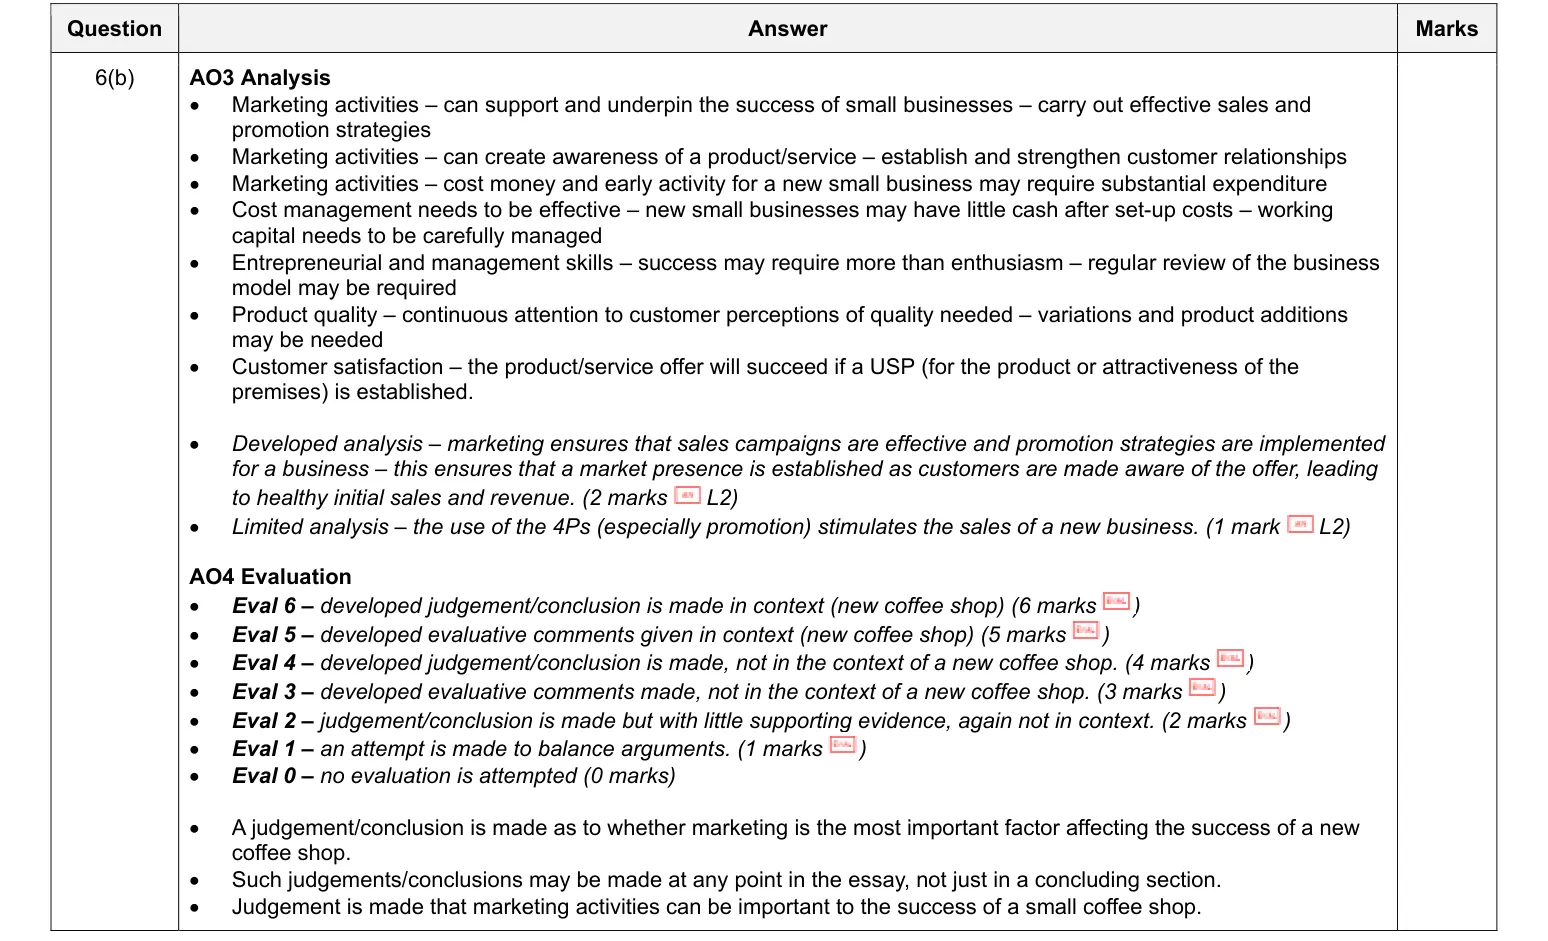 Question Answer Marks
6(b) AO3 Analysis
• Marketing activities – can support and underpin the success of small businesses – carry out effective sales and
promotion strategies
• Marketing activities – can create awareness of a product/service – establish and strengthen customer relationships
• Marketing activities – cost money and early activity for a new small business may require substantial expenditure
• Cost management needs to be effective – new small businesses may have little cash after set-up costs – working
capital needs to be carefully managed
• Entrepreneurial and management skills – success may require more than enthusiasm – regular review of the business
model may be required
• Product quality – continuous attention to customer perceptions of quality needed – variations and product additions
may be needed
• Customer satisfaction – the product/service offer will succeed if a USP (for the product or attractiveness of the
premises) is established.
• Developed analysis – marketing ensures that sales campaigns are effective and promotion strategies are implemented
for a business – this ensures that a market presence is established as customers are made aware of the offer, leading
to healthy initial sales and revenue. (2 marks L2)
• Limited analysis – the use of the 4Ps (especially promotion) stimulates the sales of a new business. (1 mark L2)
AO4 Evaluation
• Eval 6 – developed judgement/conclusion is made in context (new coffee shop) (6 marks EVAL )
• Eval 5 – developed evaluative comments given in context (new coffee shop) (5 marks EVAL )
• Eval 4 – developed judgement/conclusion is made, not in the context of a new coffee shop. (4 marks EVAL )
• Eval 3 – developed evaluative comments made, not in the context of a new coffee shop. (3 marks EVAL )
• Eval 2 – judgement/conclusion is made but with little supporting evidence, again not in context. (2 marks EVAL )
• Eval 1 – an attempt is made to balance arguments. (1 marks EVAL )
• Eval 0 – no evaluation is attempted (0 marks)
• A judgement/conclusion is made as to whether marketing is the most important factor affecting the success of a new
coffee shop.
• Such judgements/conclusions may be made at any point in the essay, not just in a concluding section.
• Judgement is made that marketing activities can be important to the success of a small coffee shop.